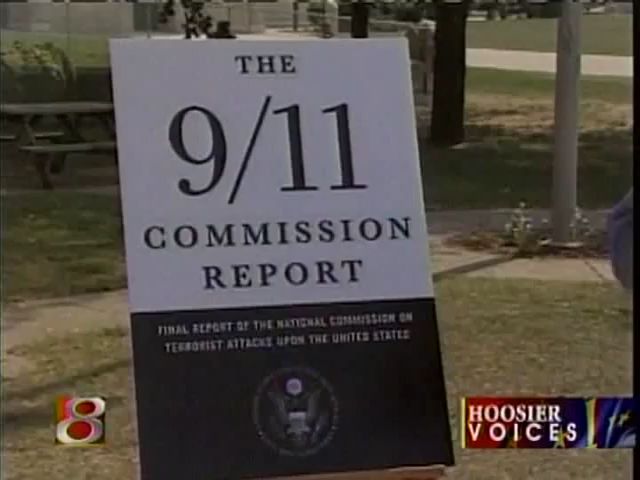 THE
9/11
COMMISSION
REPORT
FINAL REPORT OF THE NATIONAL COMMISSION ON
TERRORIST ATTACKS UPON THE UNITED STATES
8
HOOSIER
VOICES